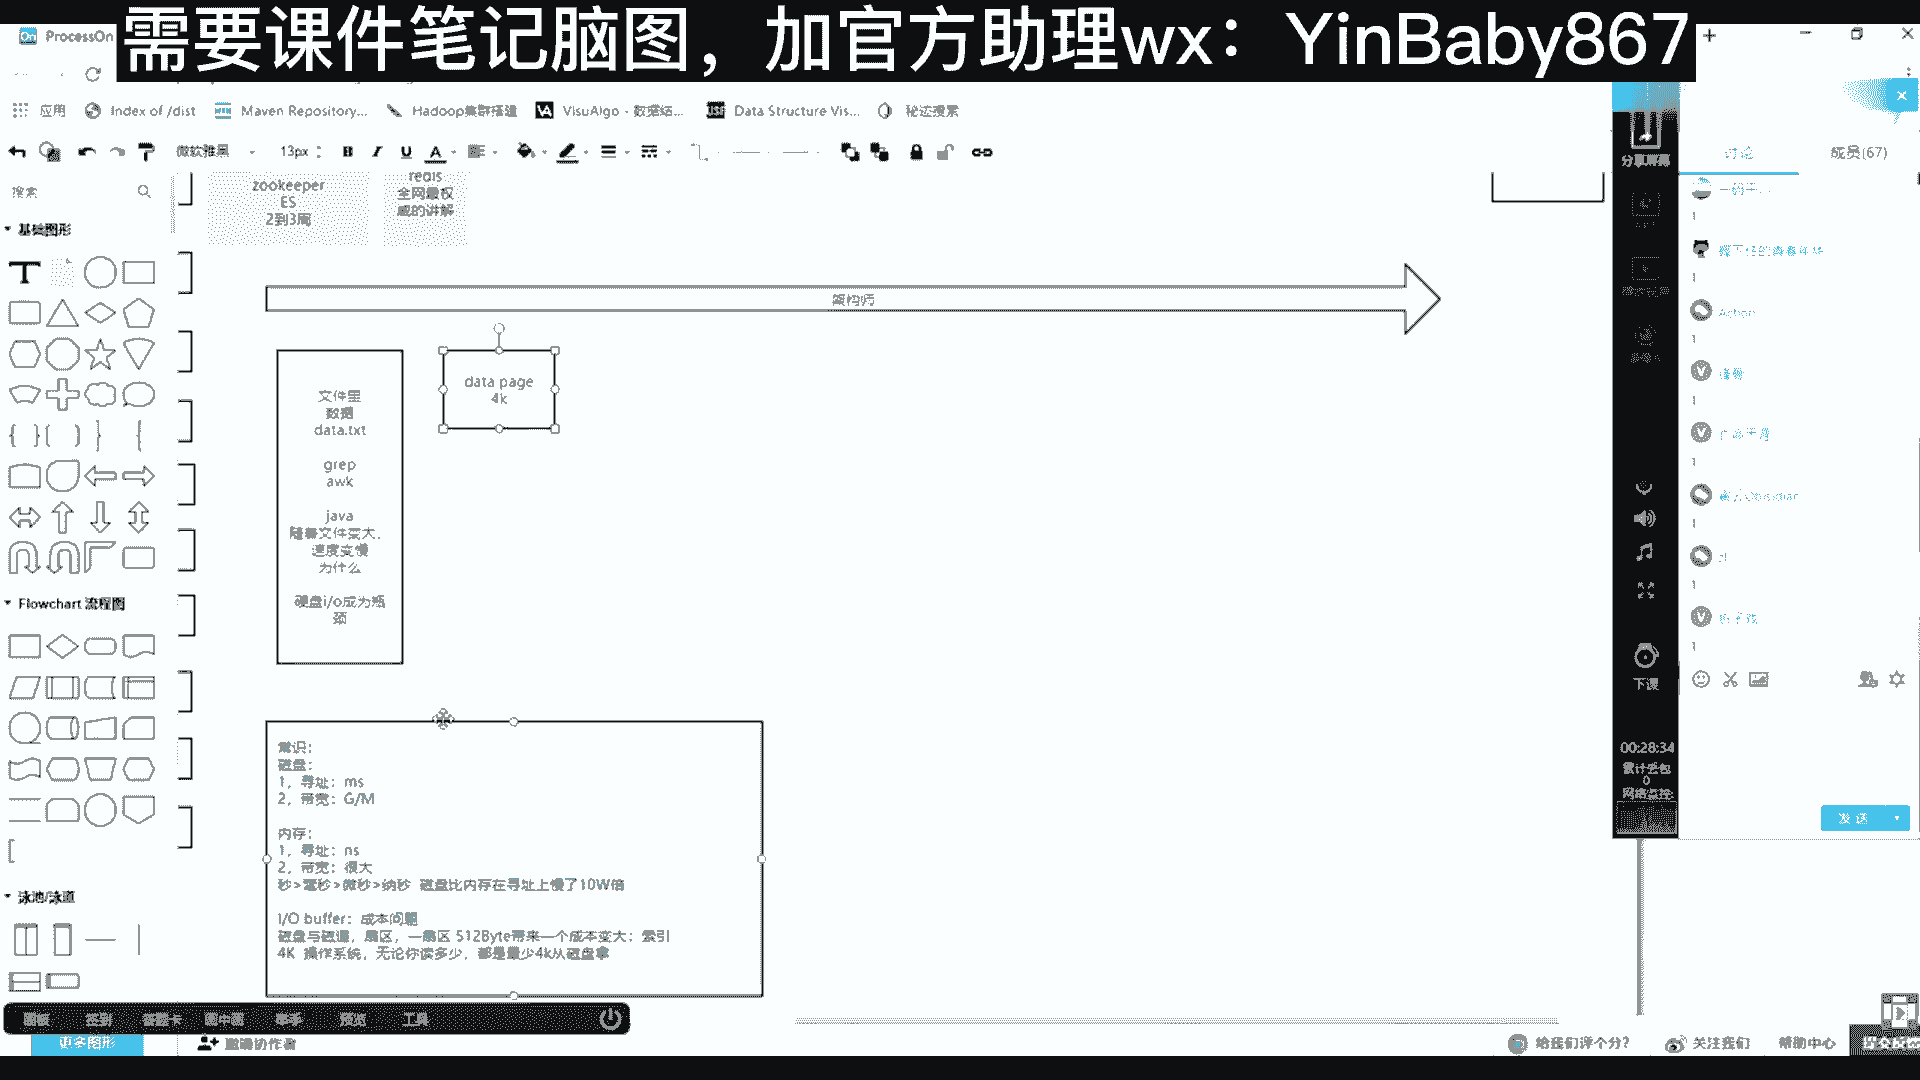 需要课件笔记脑图，加官方助理wx：YinBaby867
ProcessOn
应用
Index of /dist
Maven Repository...
Hadoop集群搭建
VisuAlgo - 数据结...
Data Structure Vis...
秘迹搜索
微软雅黑
13px
搜索
基础图形
Flowchart 流程图
泳池/泳道
zookeeper
ES
2到3周
redis
全网最权
威的讲解
架构师
文件里
数据
data.txt
grep
awk
java
随着文件变大，
速度变慢
为什么
硬盘i/o成为瓶
颈
data page
4k
常识：
磁盘：
1，寻址：ms
2，带宽：G/M
内存：
1，寻址：ns
2，带宽：很大
秒>毫秒>微秒>纳秒 磁盘比内存在寻址上慢了10W倍
I/O buffer：成本问题
磁盘与磁道，扇区，一扇区 512Byte带来一个成本变大：索引
4K 操作系统，无论你读多少，都是最少4k从磁盘拿
画板
签到
答题卡
画中画
举手
预览
工具
更多图形
邀请协作者
给我们评个分？
关注我们
帮助中心
分享屏幕
下课
00:28:34
累计丢包
0
网络监控:
讨论
成员(67)
1
1
Action
1
1
1
1
1
1
发送